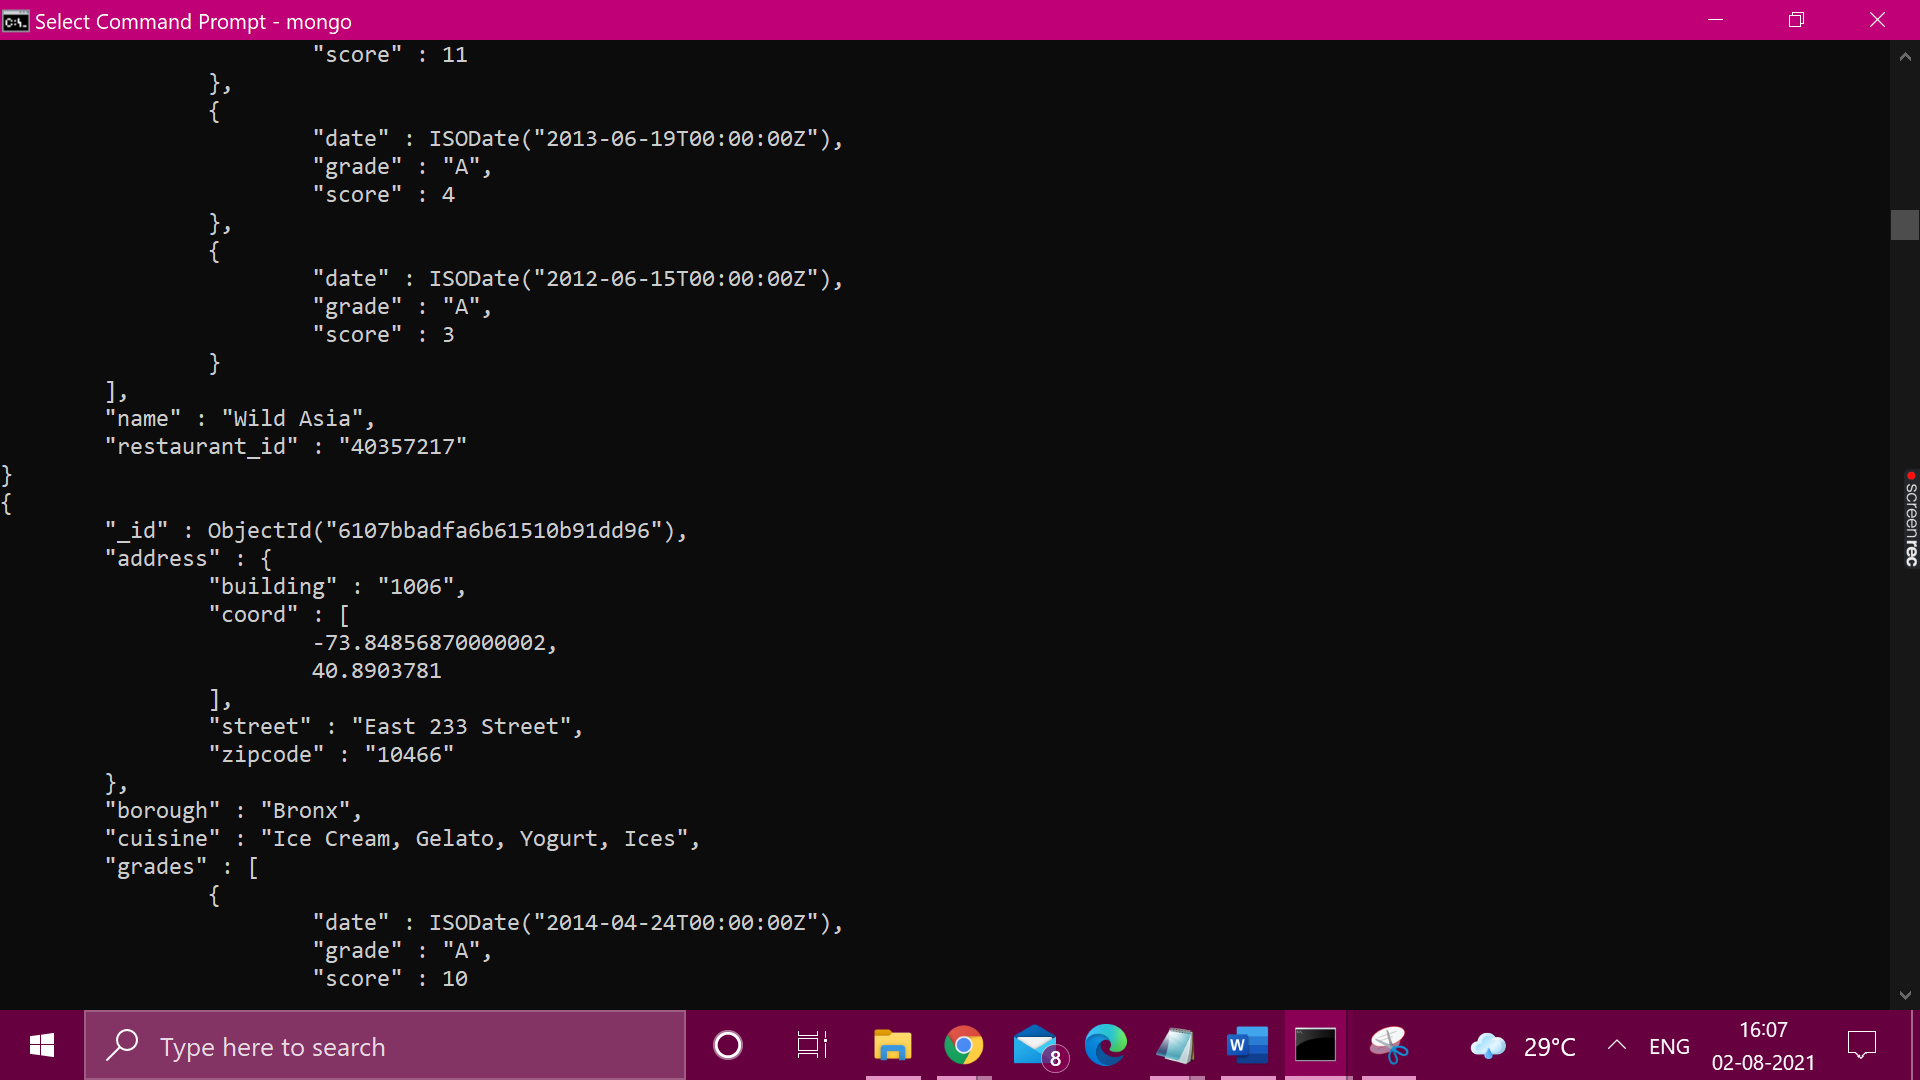 Select Command Prompt - mongo
"score" : 11
},
{
"date" : ISODate("2013-06-19T00:00:00Z"),
"grade" : "A",
"score" : 4
},
{
"date" : ISODate("2012-06-15T00:00:00Z"),
"grade" : "A",
"score" : 3
}
],
"name" : "Wild Asia",
"restaurant_id" : "40357217"
}
{
"_id" : ObjectId("6107bbadfa6b61510b91dd96"),
"address" : {
"building" : "1006",
"coord" : [
-73.84856870000002,
40.8903781
],
"street" : "East 233 Street",
"zipcode" : "10466"
},
"borough" : "Bronx",
"cuisine" : "Ice Cream, Gelato, Yogurt, Ices",
"grades" : [
{
"date" : ISODate("2014-04-24T00:00:00Z"),
"grade" : "A",
"score" : 10
screenrec
Type here to search
8
W
29°C
ENG
16:07
02-08-2021